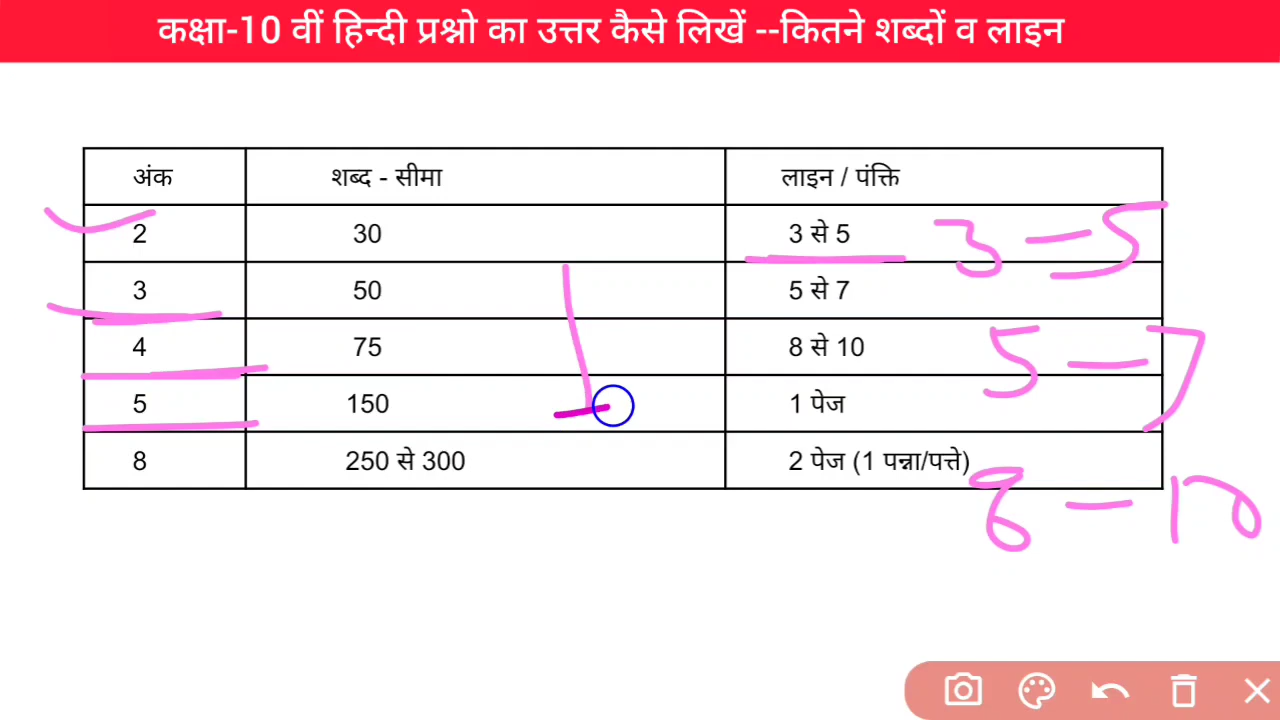 कक्षा-10 वीं हिन्दी प्रश्नो का उत्तर कैसे लिखें --कितने शब्दों व लाइन
अंक शब्द - सीमा लाइन / पंक्ति
2 30 3 से 5 3 - 5
3 50 5 से 7
4 75 8 से 10 5 - 7
5 150 1 पेज
8 250 से 300 2 पेज (1 पन्ना/पत्ते)
8 - 10